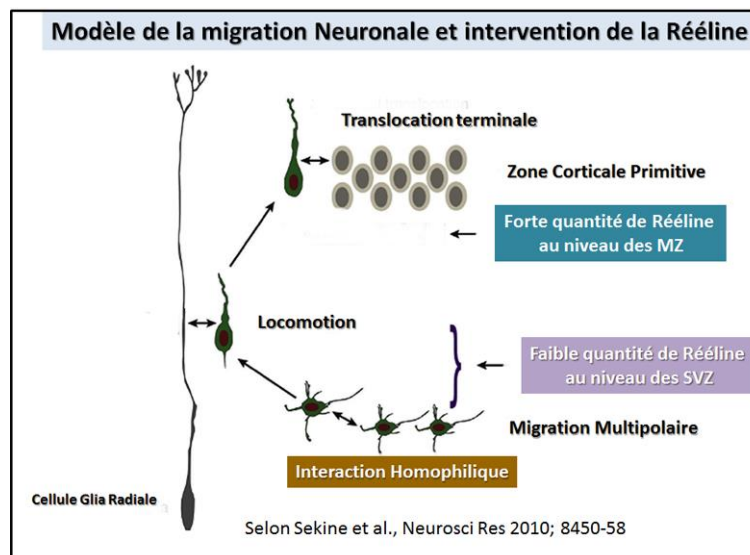 Modèle de la migration Neuronale et intervention de la Rééline
Translocation terminale
Zone Corticale Primitive
Forte quantité de Rééline
au niveau des MZ
Locomotion
Faible quantité de Rééline
au niveau des SVZ
Migration Multipolaire
Interaction Homophilique
Cellule Glia Radiale
Selon Sekine et al., Neurosci Res 2010; 8450-58